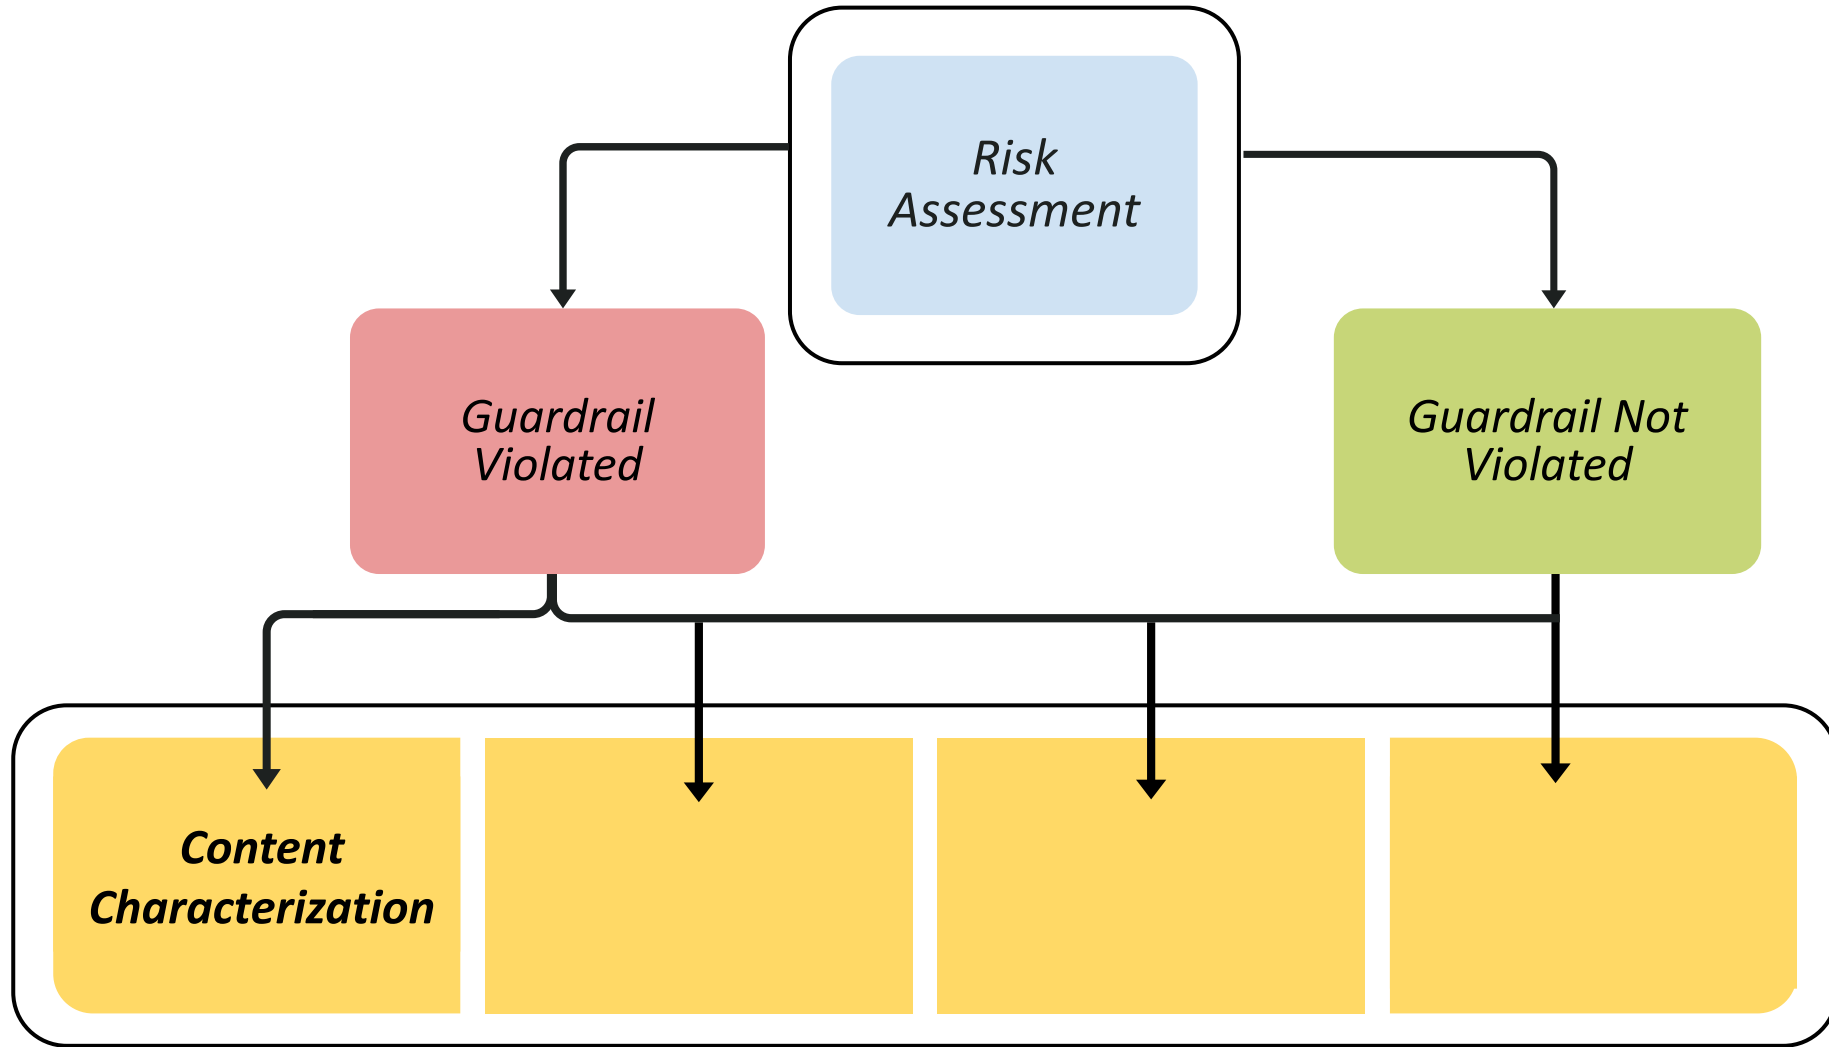 Risk
Assessment
Guardrail
Violated
Guardrail Not
Violated
Content
Characterization